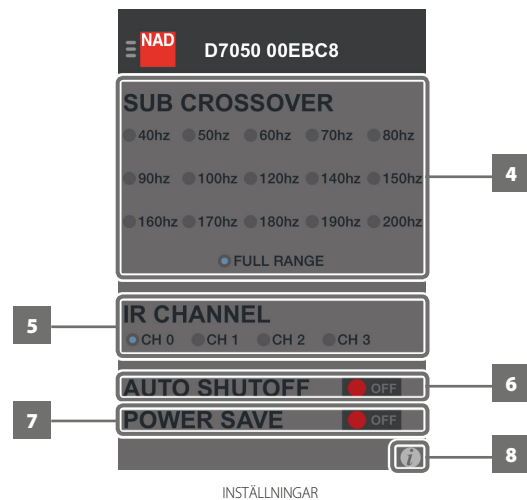 NAD D7050 00EBC8
SUB CROSSOVER
40hz 50hz 60hz 70hz 80hz
4
90hz 100hz 120hz 140hz 150hz
160hz 170hz 180hz 190hz 200hz
FULL RANGE
IR CHANNEL
5
CH 0 CH 1 CH 2 CH 3
AUTO SHUTOFF OFF 6
7 POWER SAVE OFF
i 8
INSTÄLLNINGAR